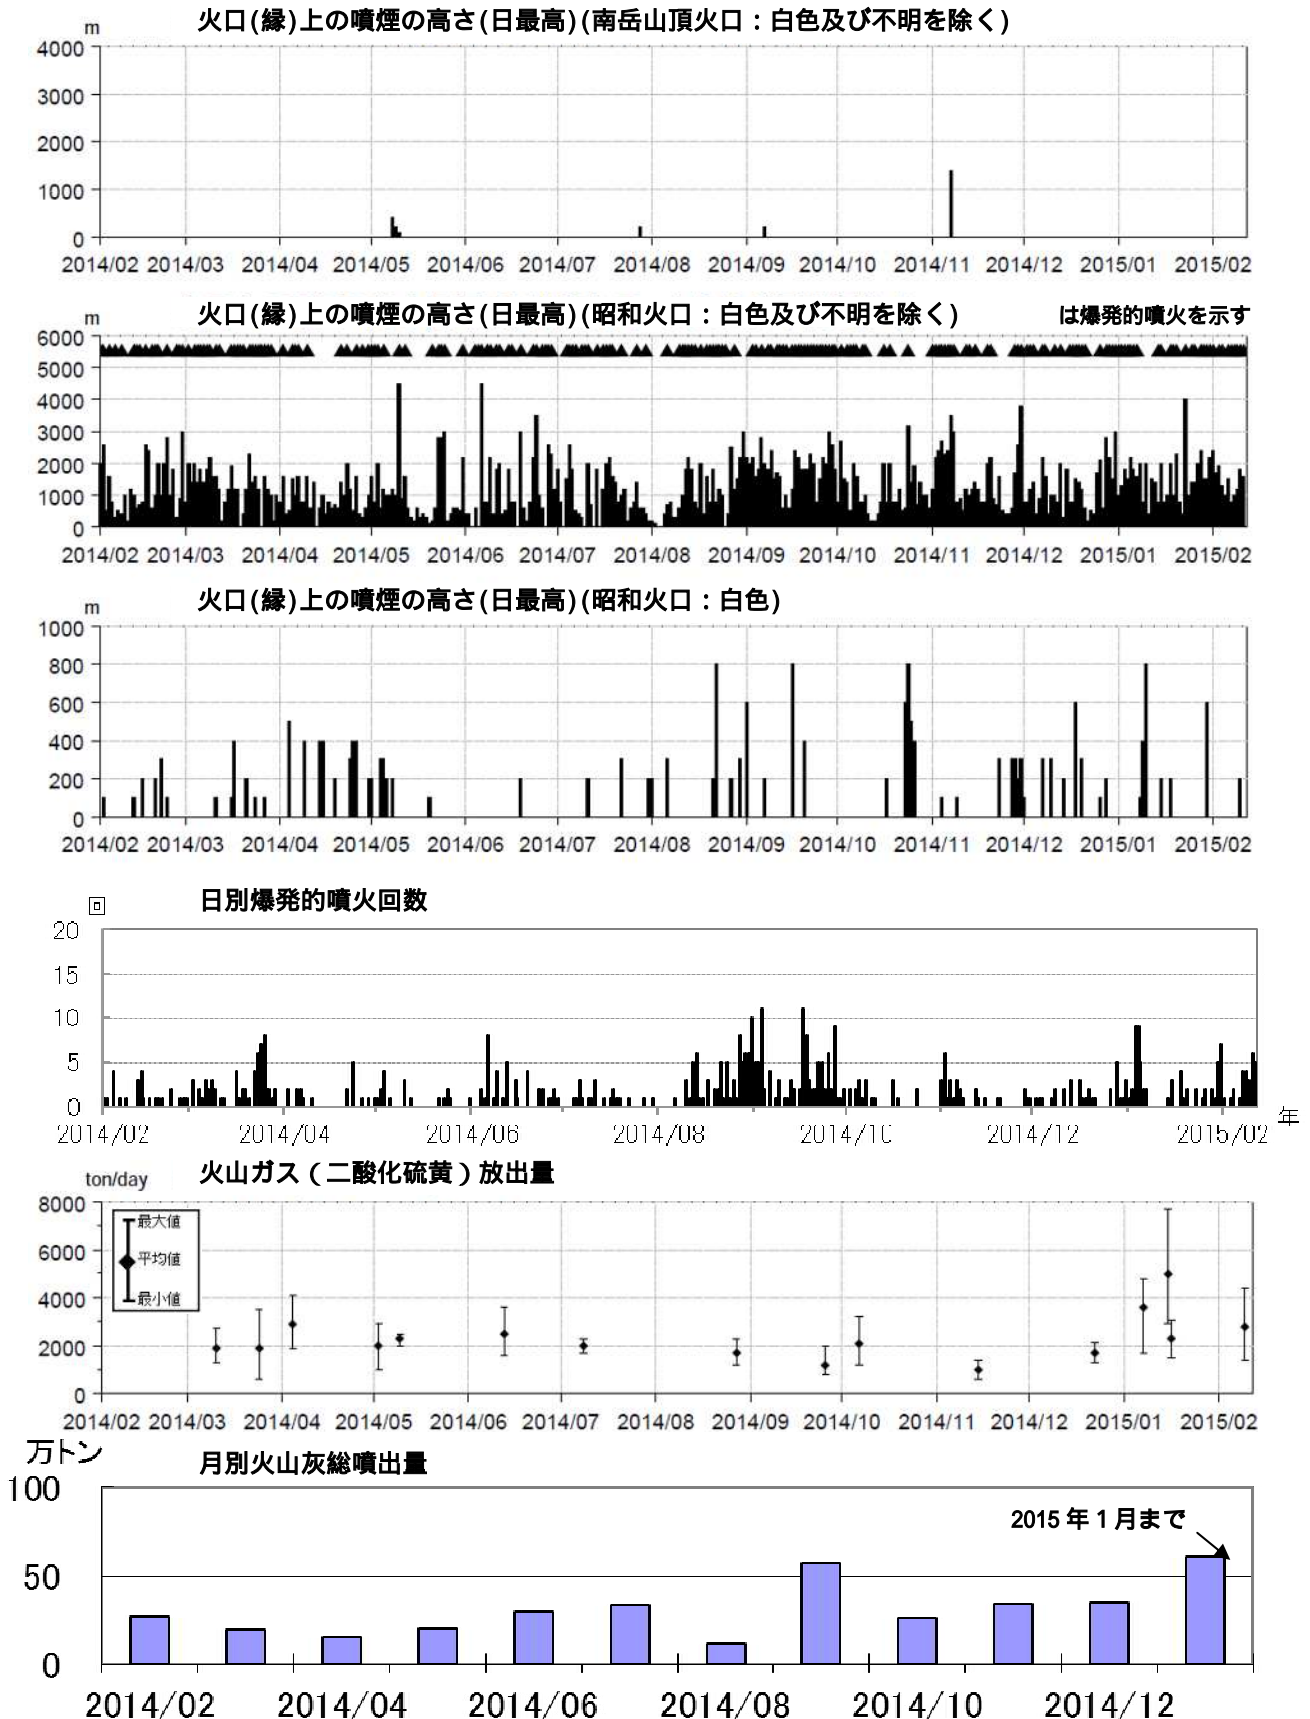 火口(縁)上の噴煙の高さ(日最高)(南岳山頂火口：白色及び不明を除く)
m
4000
3000
2000
1000
0
2014/02 2014/03 2014/04 2014/05 2014/06 2014/07 2014/08 2014/09 2014/10 2014/11 2014/12 2015/01 2015/02
火口(縁)上の噴煙の高さ(日最高)(昭和火口：白色及び不明を除く) は爆発的噴火を示す
m
6000
5000
4000
3000
2000
1000
0
2014/02 2014/03 2014/04 2014/05 2014/06 2014/07 2014/08 2014/09 2014/10 2014/11 2014/12 2015/01 2015/02
火口(縁)上の噴煙の高さ(日最高)(昭和火口：白色)
m
1000
800
600
400
200
0
2014/02 2014/03 2014/04 2014/05 2014/06 2014/07 2014/08 2014/09 2014/10 2014/11 2014/12 2015/01 2015/02
日別爆発的噴火回数
回
20
15
10
5
0
2014/02 2014/04 2014/06 2014/08 2014/10 2014/12 2015/02 年
火山ガス（二酸化硫黄）放出量
ton/day
8000
6000
4000
2000
0
最大値
平均値
最小値
2014/02 2014/03 2014/04 2014/05 2014/06 2014/07 2014/08 2014/09 2014/10 2014/11 2014/12 2015/01 2015/02
万トン
月別火山灰総噴出量
100
50
0
2015年1月まで
2014/02 2014/04 2014/06 2014/08 2014/10 2014/12